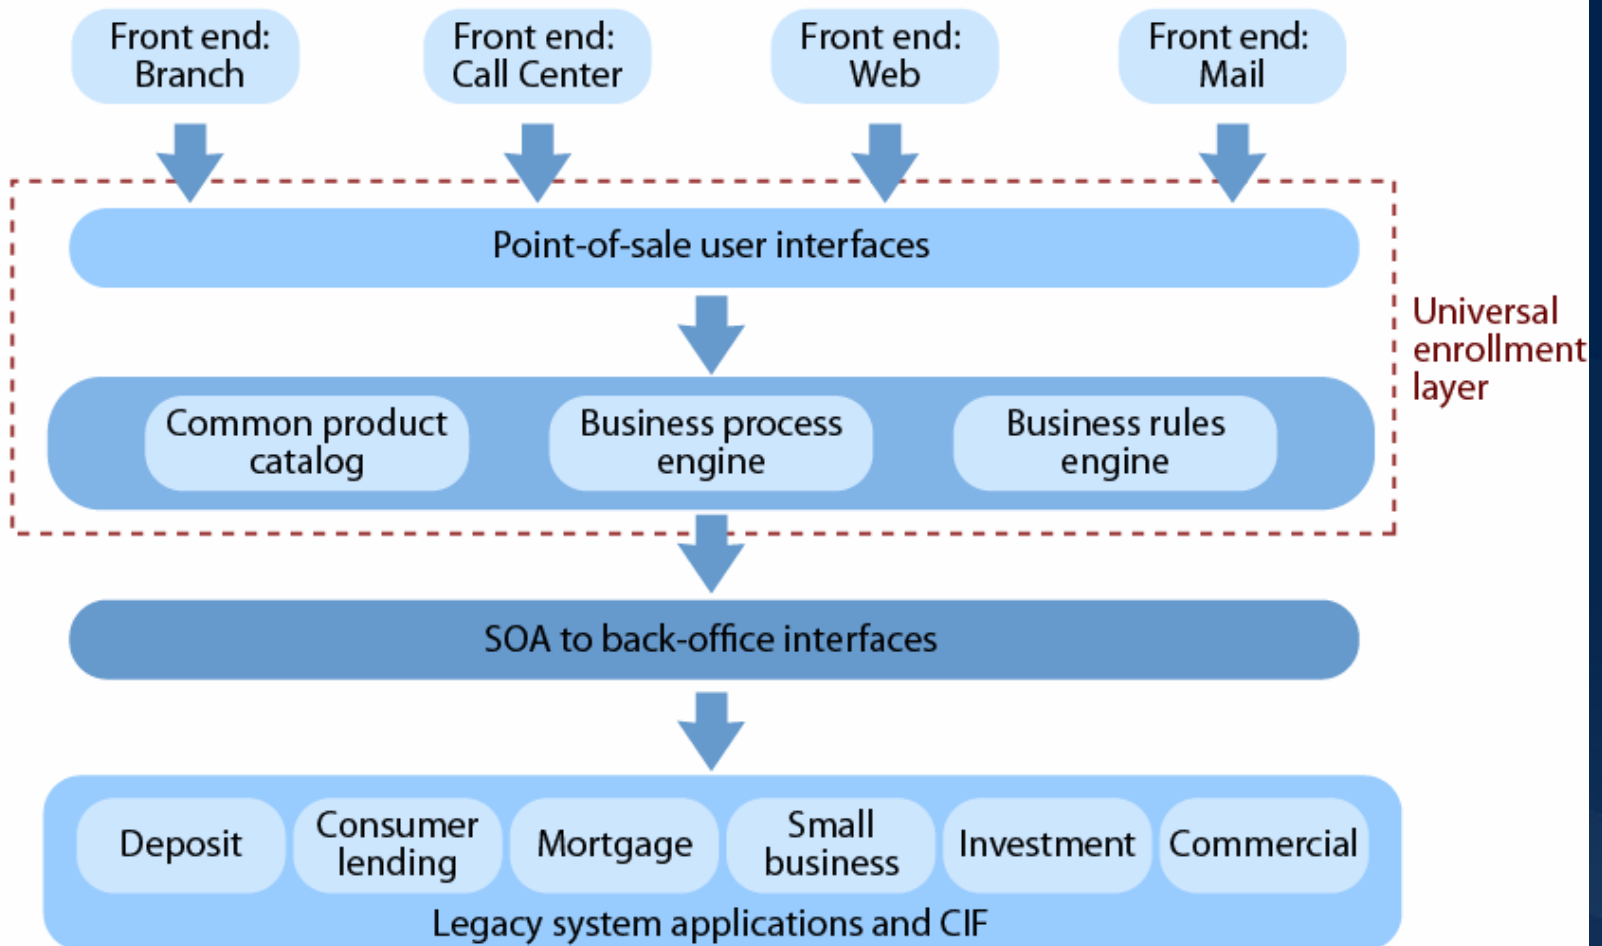 Front end:
Branch
Front end:
Call Center
Front end:
Web
Front end:
Mail
Point-of-sale user interfaces
Universal
enrollment
layer
Common product
catalog
Business process
engine
Business rules
engine
SOA to back-office interfaces
Deposit
Consumer
lending
Mortgage
Small
business
Investment
Commercial
Legacy system applications and CIF